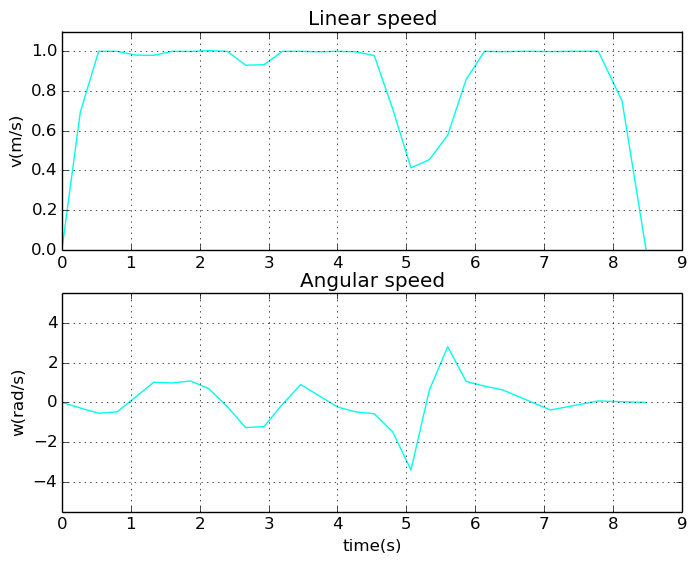 Linear speed
1.0
0.8
0.6
0.4
0.2
0.0
v(m/s)
0 1 2 3 4 5 6 7 8 9
Angular speed
4
2
0
−2
−4
w(rad/s)
0 1 2 3 4 5 6 7 8 9
time(s)